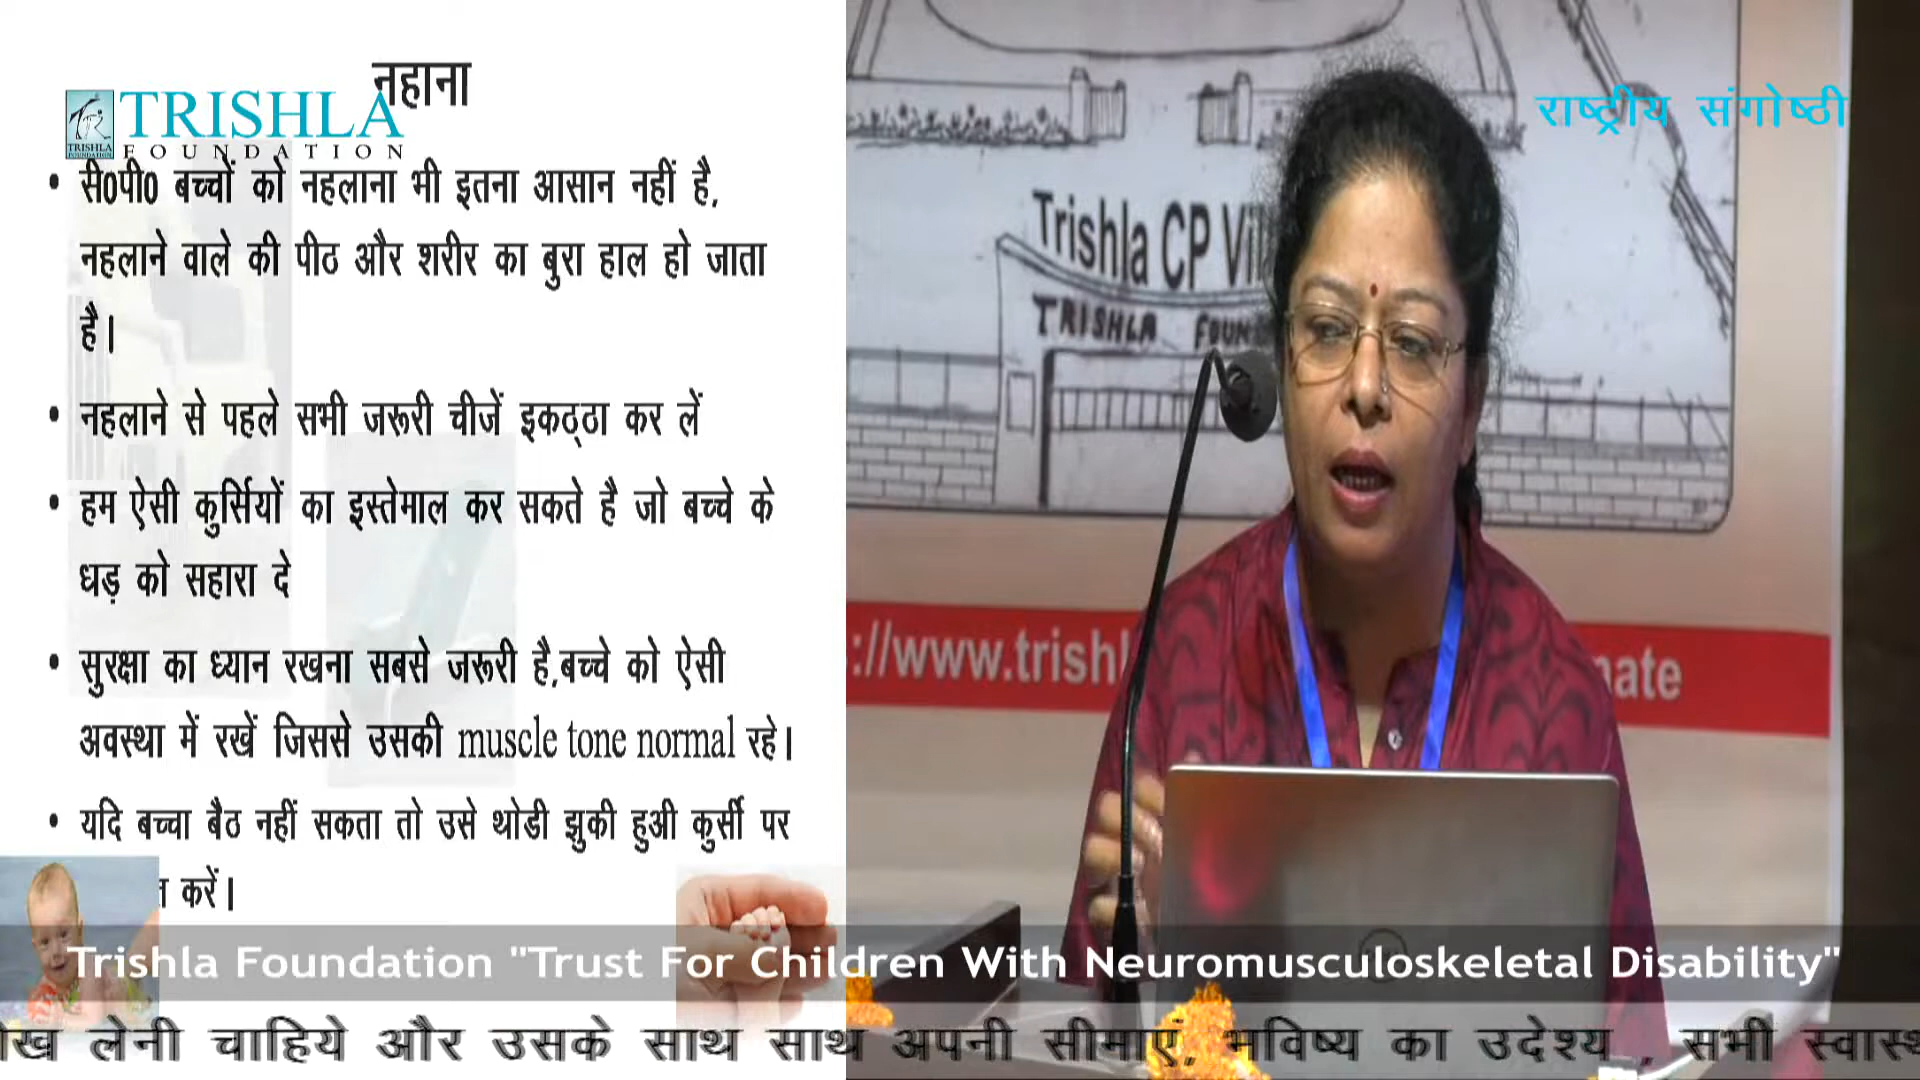 नहाना
TRISHLA
FOUNDATION
TRISHLA
FOUNDATION
• सी0पी0 बच्चों को नहलाना भी इतना आसान नहीं है,
नहलाने वाले की पीठ और शरीर का बुरा हाल हो जाता
है।
• नहलाने से पहले सभी जरूरी चीजें इकठ्ठा कर लें
• हम ऐसी कुर्सियों का इस्तेमाल कर सकते है जो बच्चे के
धड़ को सहारा दे
• सुरक्षा का ध्यान रखना सबसे जरूरी है,बच्चे को ऐसी
अवस्था में रखें जिससे उसकी muscle tone normal रहे।
• यदि बच्चा बैठ नहीं सकता तो उसे थोडी झुकी हुअी कुर्सी पर
करें।
राष्ट्रीय संगोष्ठी
Trishla CP
TRISHLA
://www.trishl
Trishla Foundation "Trust For Children With Neuromusculoskeletal Disability"
लेनी चाहिये और उसके साथ साथ अपनी सीमाएं, भविष्य का उदेश्य , सभी